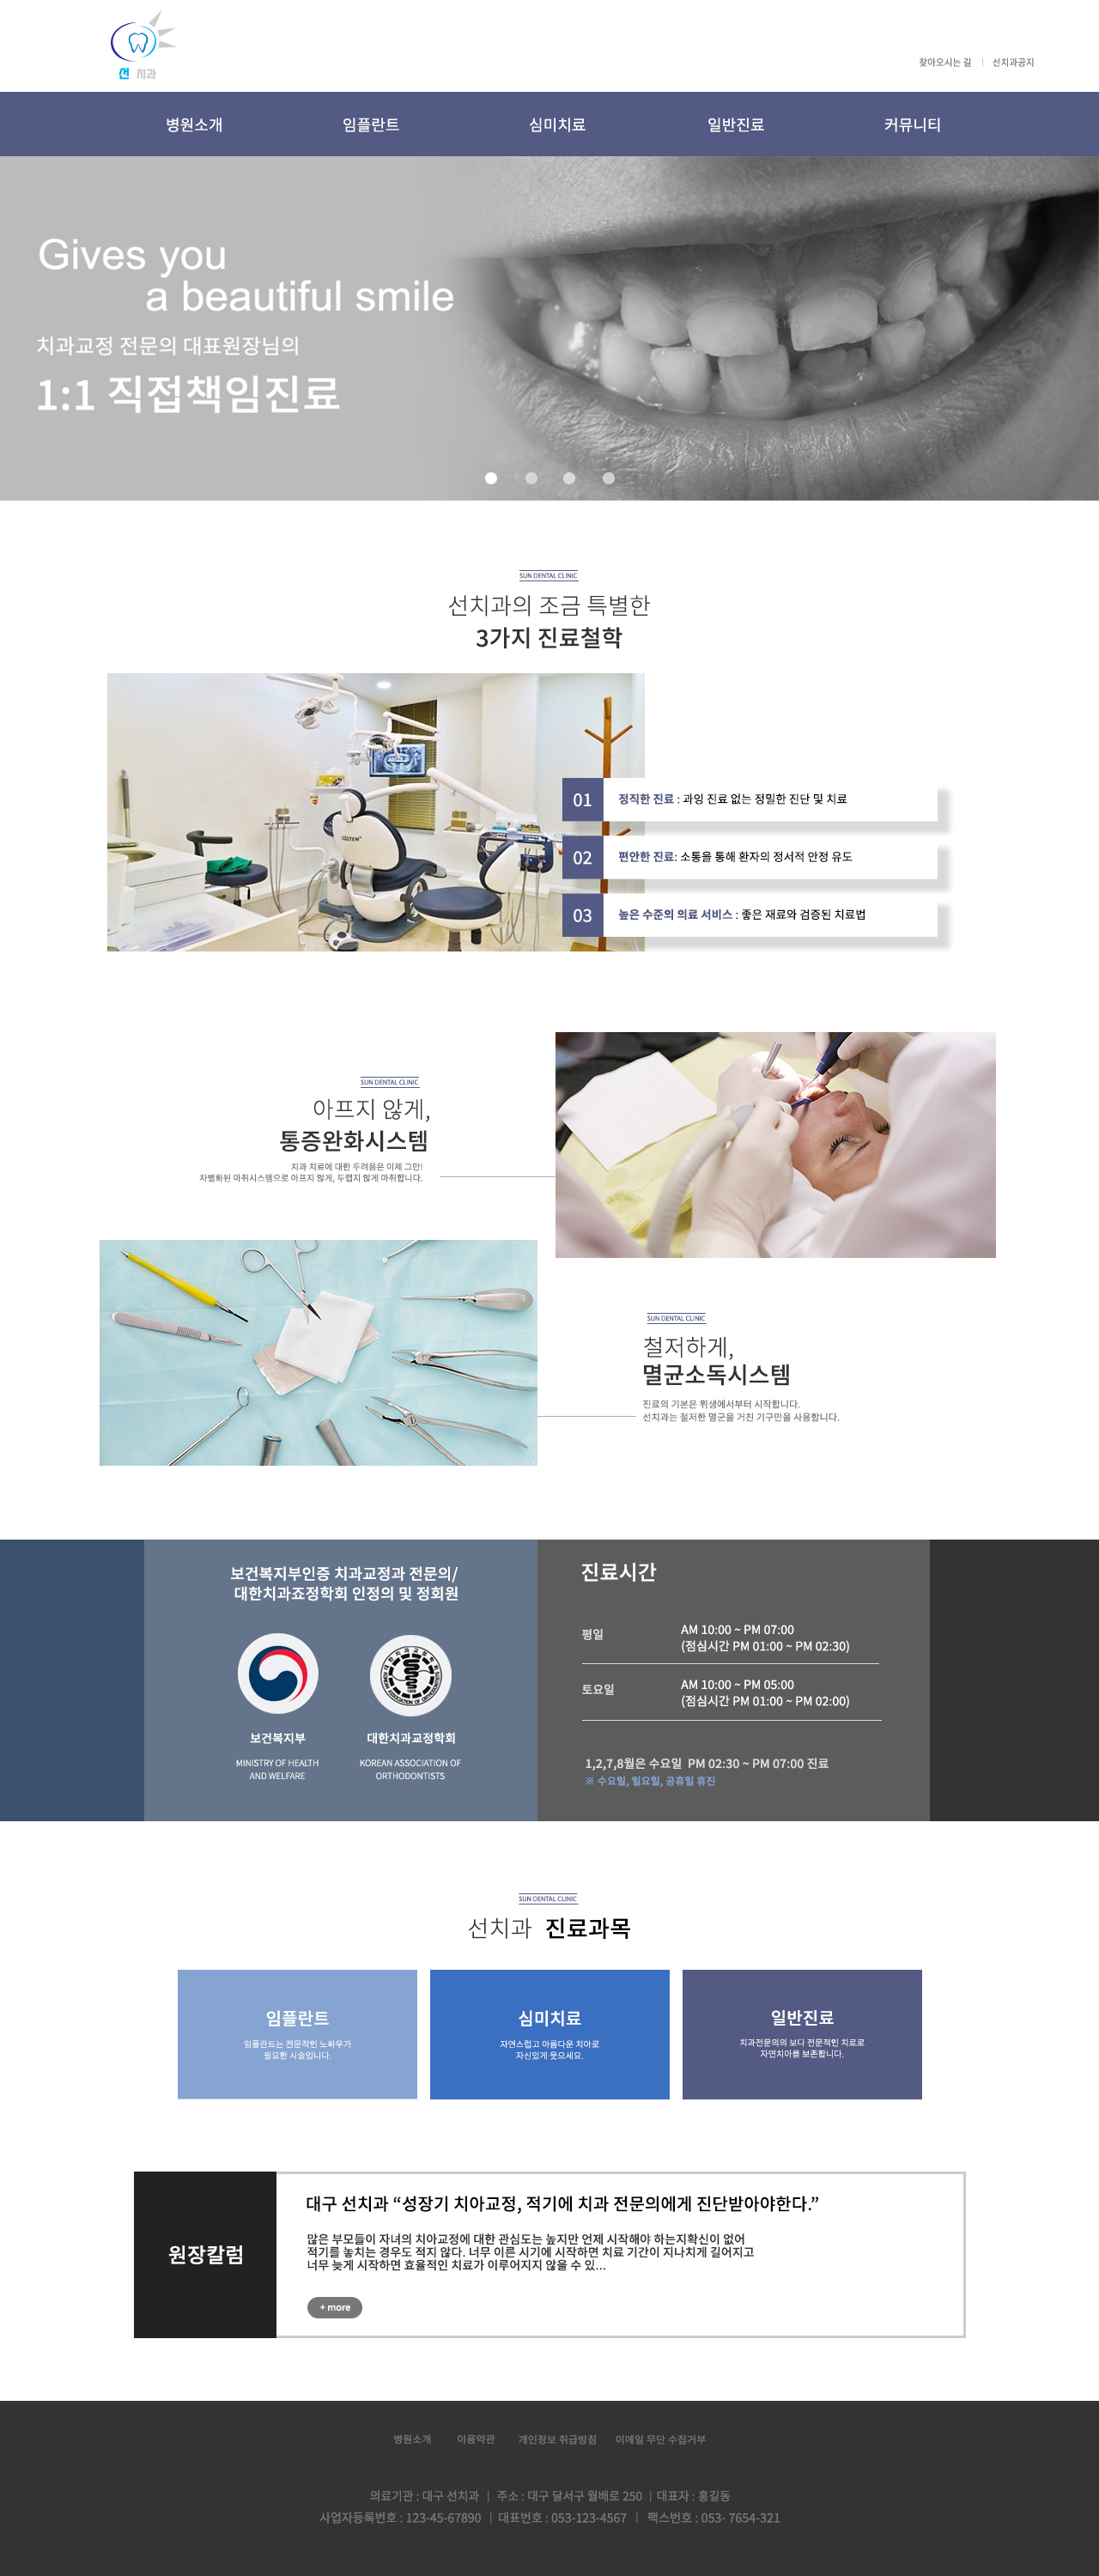 선 치과
찾아오시는 길 | 선치과공지
병원소개 임플란트 심미치료 일반진료 커뮤니티
Gives you
a beautiful smile
치과교정 전문의 대표원장님의
1:1 직접책임진료
SUN DENTAL CLINIC
선치과의 조금 특별한
3가지 진료철학
01 정직한 진료 : 과잉 진료 없는 정밀한 진단 및 치료
02 편안한 진료: 소통을 통해 환자의 정서적 안정 유도
03 높은 수준의 의료 서비스 : 좋은 재료와 검증된 치료법
SUN DENTAL CLINIC
아프지 않게,
통증완화시스템
치과 치료에 대한 두려움은 이제 그만!
차별화된 마취시스템으로 아프지 않게, 두렵지 않게 마취합니다.
SUN DENTAL CLINIC
철저하게,
멸균소독시스템
진료의 기본은 위생에서부터 시작합니다.
선치과는 철저한 멸균을 거친 기구만을 사용합니다.
보건복지부인증 치과교정과 전문의/
대한치과죠정학회 인정의 및 정회원
보건복지부
MINISTRY OF HEALTH
AND WELFARE
대한치과교정학회
KOREAN ASSOCIATION OF
ORTHODONTISTS
진료시간
평일 AM 10:00 ~ PM 07:00
(점심시간 PM 01:00 ~ PM 02:30)
토요일 AM 10:00 ~ PM 05:00
(점심시간 PM 01:00 ~ PM 02:00)
1,2,7,8월은 수요일 PM 02:30 ~ PM 07:00 진료
※ 수요일, 일요일, 공휴일 휴진
SUN DENTAL CLINIC
선치과 진료과목
임플란트
임플란드는 전문적인 노화우가
필요한 시술입니다.
심미치료
자연스럽고 아름다운 치아로
자신있게 웃으세요.
일반진료
치과전문의의 보다 전문적인 치료로
자연치아를 보존합니다.
원장칼럼
대구 선치과 “성장기 치아교정, 적기에 치과 전문의에게 진단받아야한다.”
많은 부모들이 자녀의 치아교정에 대한 관심도는 높지만 언제 시작해야 하는지확신이 없어
적기를 놓치는 경우도 적지 않다. 너무 이른 시기에 시작하면 치료 기간이 지나치게 길어지고
너무 늦게 시작하면 효율적인 치료가 이루어지지 않을 수 있...
+ more
병원소개 이용약관 개인정보 취급방침 이메일 무단 수집거부
의료기관 : 대구 선치과 | 주소 : 대구 달서구 월배로 250 | 대표자 : 홍길동
사업자등록번호 : 123-45-67890 | 대표번호 : 053-123-4567 | 팩스번호 : 053- 7654-321